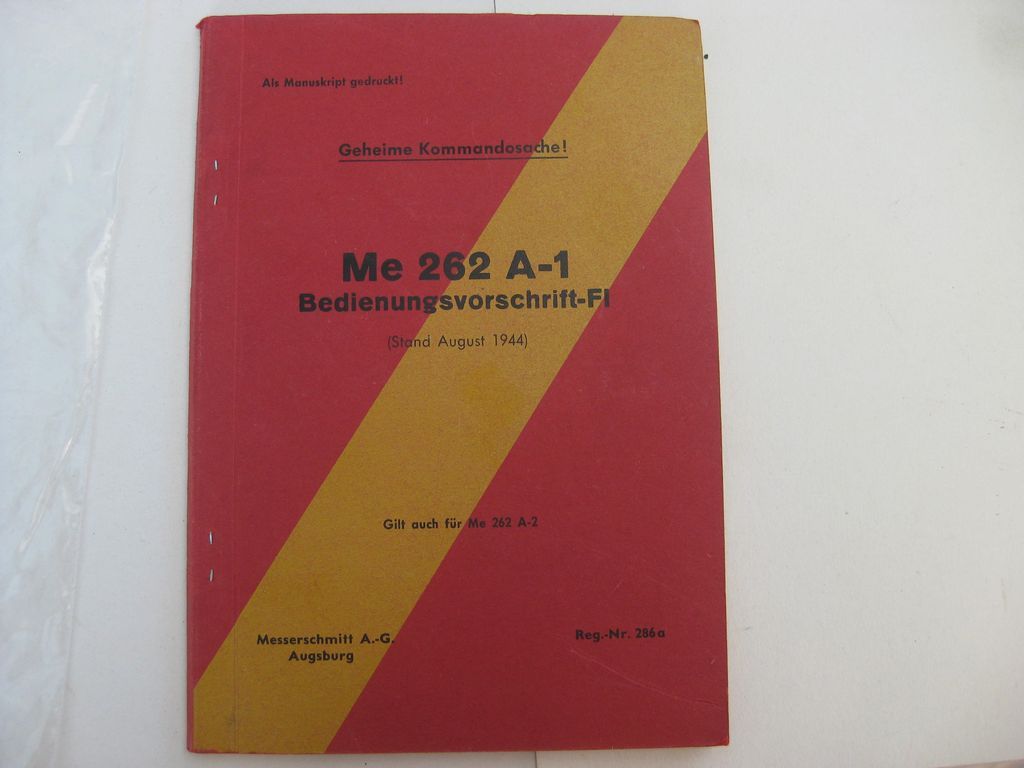 Als Manuskript gedruckt!
Geheime Kommandosache!
Me 262 A-1
Bedienungsvorschrift-Fl
(Stand August 1944)
Gilt auch für Me 262 A-2
Messerschmitt A.-G.
Augsburg
Reg.-Nr. 286a